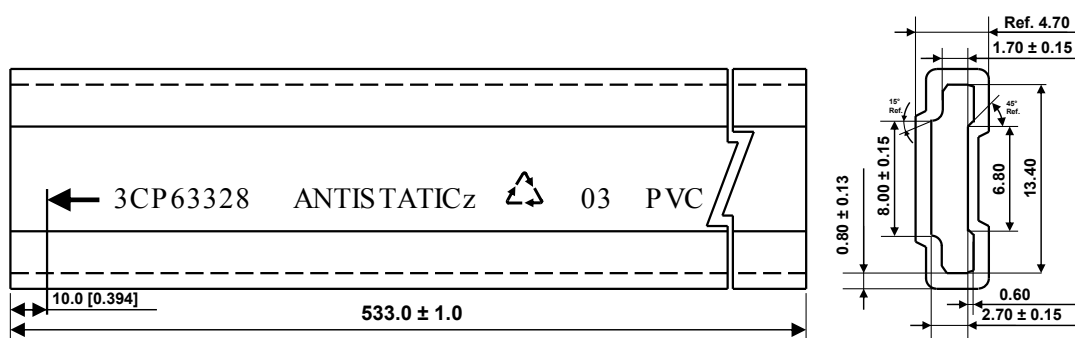 Ref. 4.70
1.70 ± 0.15
15°
Ref.
45°
Ref.
8.00 ± 0.15
6.80
13.40
0.80 ± 0.13
3CP63328 ANTISTATICz 03 PVC
10.0 [0.394]
533.0 ± 1.0
0.60
2.70 ± 0.15